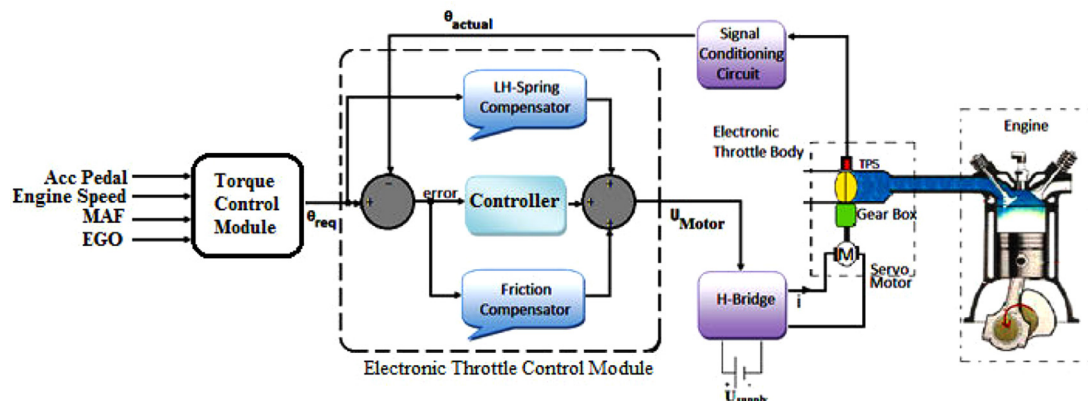 θactual
Signal
Conditioning
Circuit
LH-Spring
Compensator
Electronic
Throttle Body
Engine
TPS
Acc Pedal
Engine Speed
MAF
EGO
Torque
Control
Module
θreq
-
+
error
Controller
+
+
+
UMotor
Gear Box
M
Servo
Motor
Friction
Compensator
H-Bridge
i
Electronic Throttle Control Module
+ -
Usupply